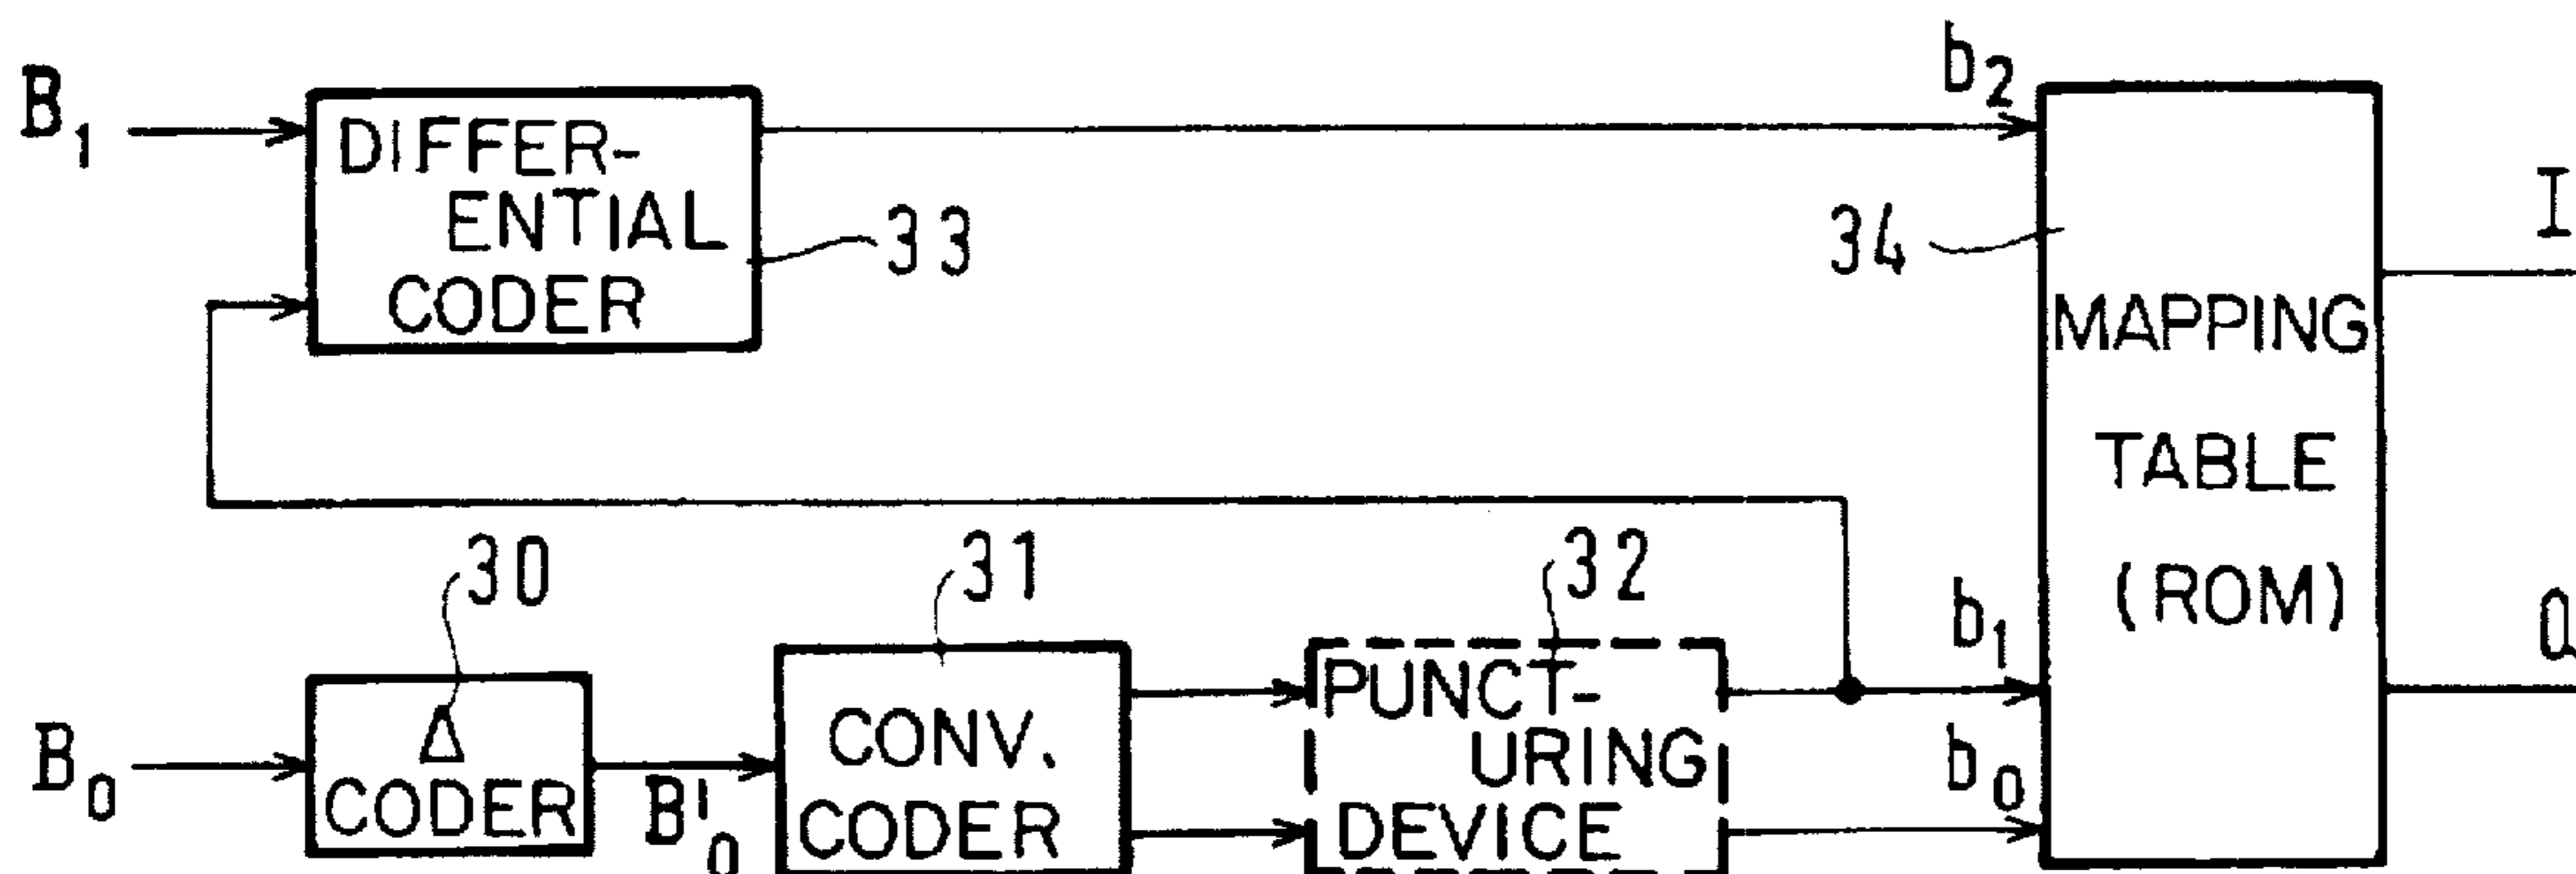 B1
DIFFER-
ENTIAL
CODER
33
b2
34
MAPPING
TABLE
(ROM)
I
Q
B0
Δ
CODER
30
B'0
CONV.
CODER
31
PUNCT-
URING
DEVICE
32
b1
b0